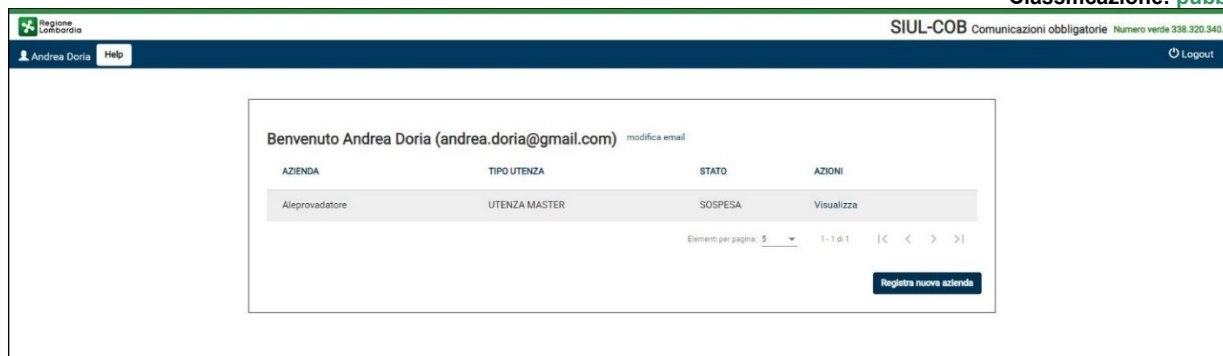 Classificazione: pubb
Regione
Lombardia
SIUL-COB Comunicazioni obbligatorie Numero verde 338.320.340.
Andrea Doria Help Logout
Benvenuto Andrea Doria (andrea.doria@gmail.com) modifica email
AZIENDA TIPO UTENZA STATO AZIONI
Aleprovadatore UTENZA MASTER SOSPESA Visualizza
Elementi per pagina: 5 1 - 1 di 1
Registra nuova azienda